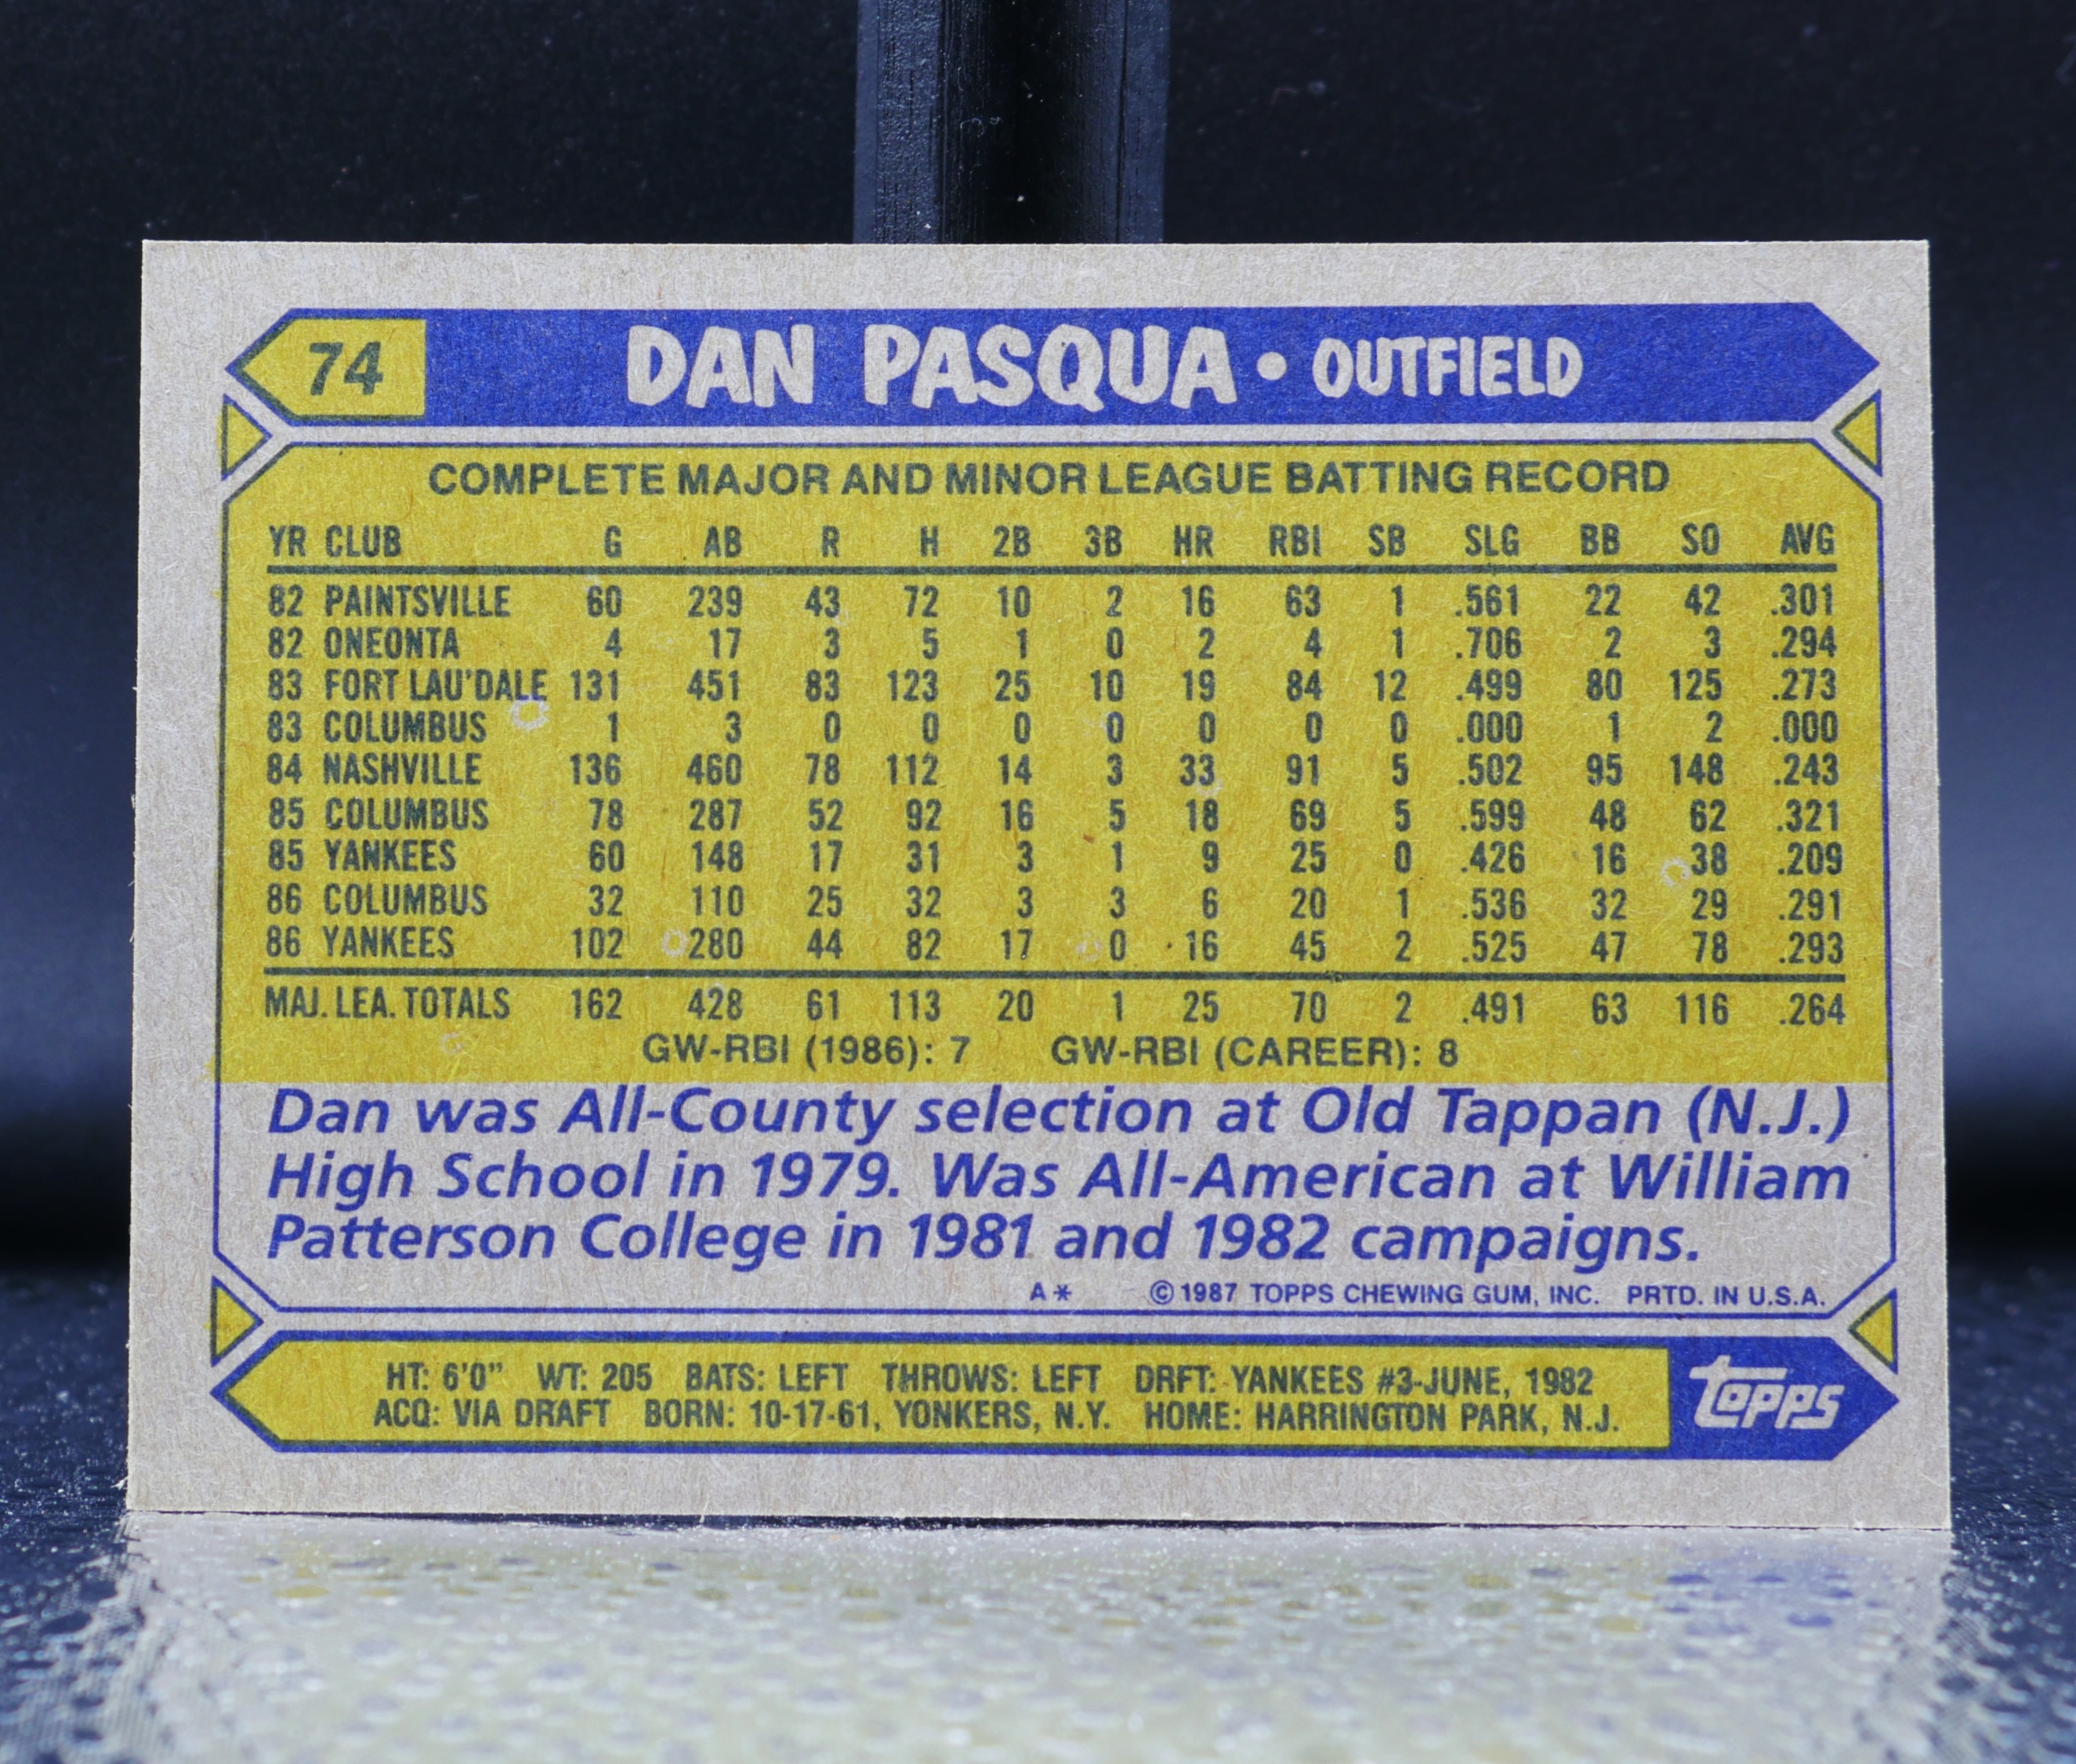 74 DAN PASQUA • OUTFIELD
COMPLETE MAJOR AND MINOR LEAGUE BATTING RECORD
YR CLUB G AB R H 2B 3B HR RBI SB SLG BB SO AVG
82 PAINTSVILLE 60 239 43 72 10 2 16 63 1 .561 22 42 .301
82 ONEONTA 4 17 3 5 1 0 2 4 1 .706 2 3 .294
83 FORT LAU'DALE 131 451 83 123 25 10 19 84 12 .499 80 125 .273
83 COLUMBUS 1 3 0 0 0 0 0 0 0 .000 1 2 .000
84 NASHVILLE 136 460 78 112 14 3 33 91 5 .502 95 148 .243
85 COLUMBUS 78 287 52 92 16 5 18 69 5 .599 48 62 .321
85 YANKEES 60 148 17 31 3 1 9 25 0 .426 16 38 .209
86 COLUMBUS 32 110 25 32 3 3 6 20 1 .536 32 29 .291
86 YANKEES 102 280 44 82 17 0 16 45 2 .525 47 78 .293
MAJ. LEA. TOTALS 162 428 61 113 20 1 25 70 2 .491 63 116 .264
GW-RBI (1986): 7 GW-RBI (CAREER): 8
Dan was All-County selection at Old Tappan (N.J.)
High School in 1979. Was All-American at William
Patterson College in 1981 and 1982 campaigns.
A* © 1987 TOPPS CHEWING GUM, INC. PRTD. IN U.S.A.
HT: 6'0" WT: 205 BATS: LEFT THROWS: LEFT DRFT: YANKEES #3-JUNE, 1982
ACQ: VIA DRAFT BORN: 10-17-61, YONKERS, N.Y. HOME: HARRINGTON PARK, N.J.
topps